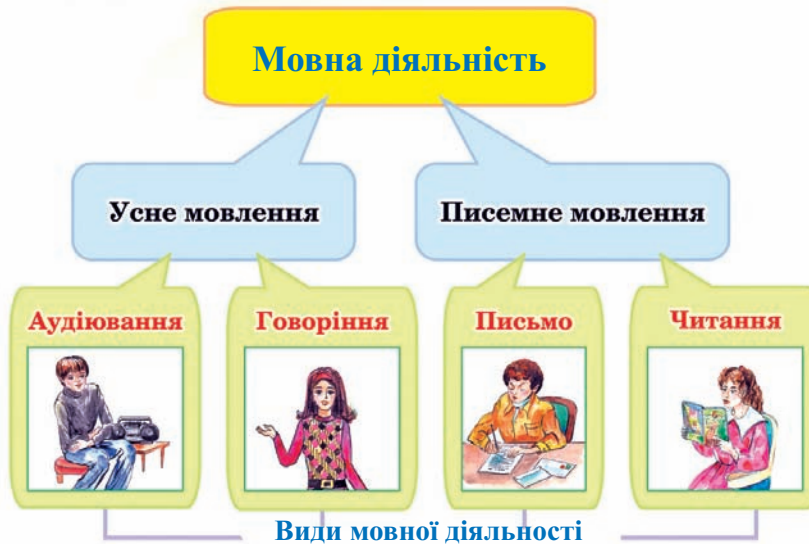 Мовна діяльність
Усне мовлення
Писемне мовлення
Аудіювання
Говоріння
Письмо
Читання
Види мовної діяльності